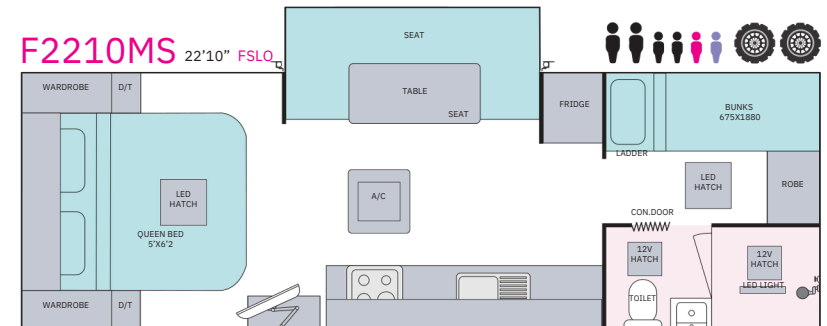 F2210MS 22'10" FSLO
SEAT
WARDROBE D/T
TABLE
SEAT
FRIDGE
BUNKS
675X1880
LADDER
LED
HATCH
ROBE
LED
HATCH
A/C
QUEEN BED
5'X6'2
CON.DOOR
12V
HATCH
12V
HATCH
LED LIGHT
TOILET
WARDROBE D/T